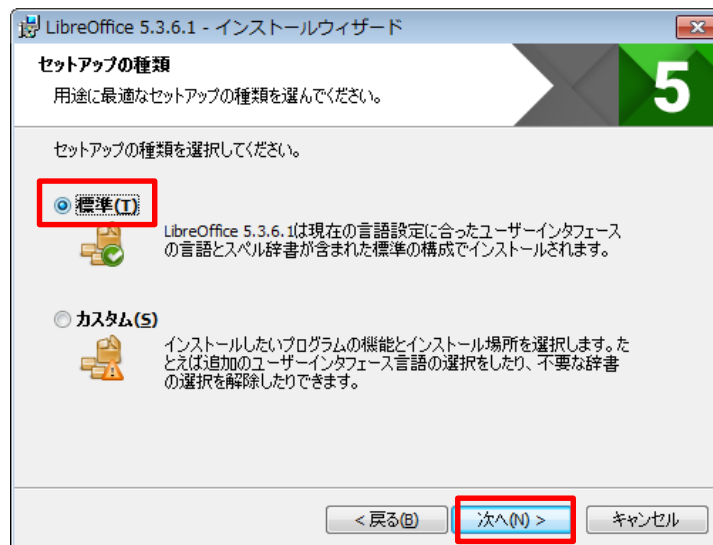 LibreOffice 5.3.6.1 - インストールウィザード
セットアップの種類
用途に最適なセットアップの種類を選んでください。
5
セットアップの種類を選択してください。
標準(T)
LibreOffice 5.3.6.1は現在の言語設定に合ったユーザーインタフェース
の言語とスペル辞書が含まれた標準の構成でインストールされます。
カスタム(S)
インストールしたいプログラムの機能とインストール場所を選択します。た
とえば追加のユーザーインタフェース言語の選択をしたり、不要な辞書
の選択を解除したりできます。
< 戻る(B) 次へ(N) > キャンセル